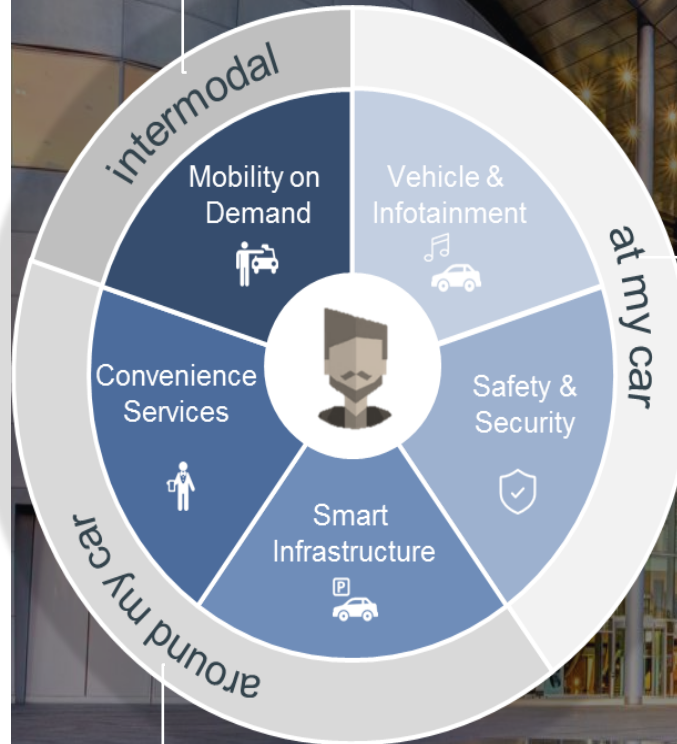 intermodal
at my car
around my car
Mobility on
Demand
Vehicle &
Infotainment
Convenience
Services
Safety &
Security
Smart
Infrastructure
P